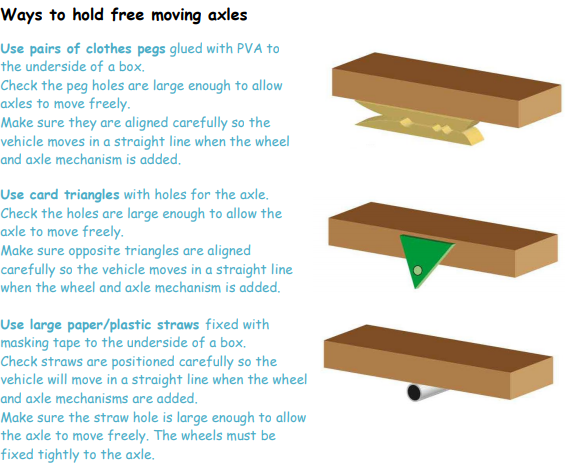 Ways to hold free moving axles
Use pairs of clothes pegs glued with PVA to
the underside of a box.
Check the peg holes are large enough to allow
axles to move freely.
Make sure they are aligned carefully so the
vehicle moves in a straight line when the wheel
and axle mechanism is added.
Use card triangles with holes for the axle.
Check the holes are large enough to allow the
axle to move freely.
Make sure opposite triangles are aligned
carefully so the vehicle moves in a straight line
when the wheel and axle mechanism is added.
Use large paper/plastic straws fixed with
masking tape to the underside of a box.
Check straws are positioned carefully so the
vehicle will move in a straight line when the wheel
and axle mechanisms are added.
Make sure the straw hole is large enough to allow
the axle to move freely. The wheels must be
fixed tightly to the axle.